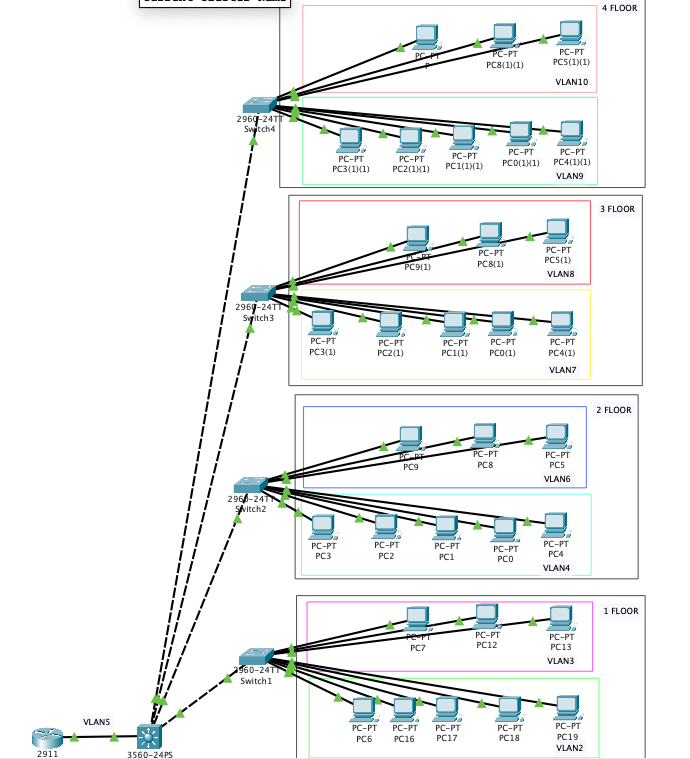 4 FLOOR
PC-PT
PC-PT
PC8(1)(1)
PC-PT
PC5(1)(1)
VLAN10
2960-24TT
Switch4
PC-PT
PC3(1)(1)
PC-PT
PC2(1)(1)
PC-PT
PC1(1)(1)
PC-PT
PC0(1)(1)
PC-PT
PC4(1)(1)
VLAN9
3 FLOOR
PC-PT
PC9(1)
PC-PT
PC8(1)
PC-PT
PC5(1)
VLAN8
2960-24TT
Switch3
PC-PT
PC3(1)
PC-PT
PC2(1)
PC-PT
PC1(1)
PC-PT
PC0(1)
PC-PT
PC4(1)
VLAN7
2 FLOOR
PC-PT
PC9
PC-PT
PC8
PC-PT
PC5
VLAN6
2960-24TT
Switch2
PC-PT
PC3
PC-PT
PC2
PC-PT
PC1
PC-PT
PC0
PC-PT
PC4
VLAN4
1 FLOOR
PC-PT
PC7
PC-PT
PC12
PC-PT
PC13
VLAN3
2960-24TT
Switch1
PC-PT
PC6
PC-PT
PC16
PC-PT
PC17
PC-PT
PC18
PC-PT
PC19
VLAN2
VLAN5
2911
3560-24PS